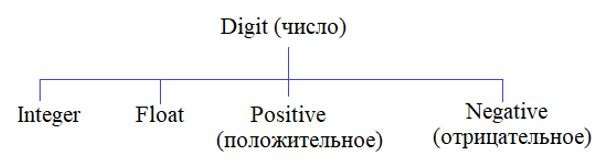 Digit (число)
Integer Float Positive Negative
(положительное) (отрицательное)